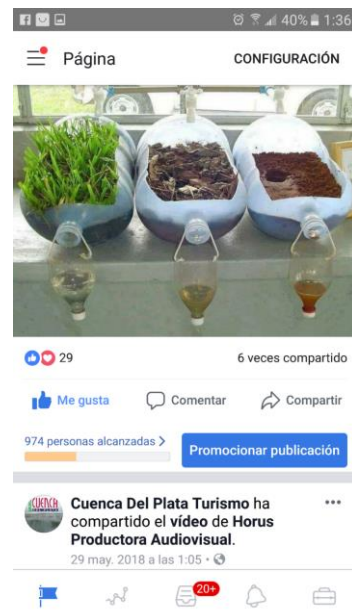 40% 1:36
Página CONFIGURACIÓN
29 6 veces compartido
Me gusta Comentar Compartir
974 personas alcanzadas >
Promocionar publicación
CUENCA
Cuenca Del Plata Turismo ha
compartido el vídeo de Horus
Productora Audiovisual.
29 may. 2018 a las 1:05 •
20+